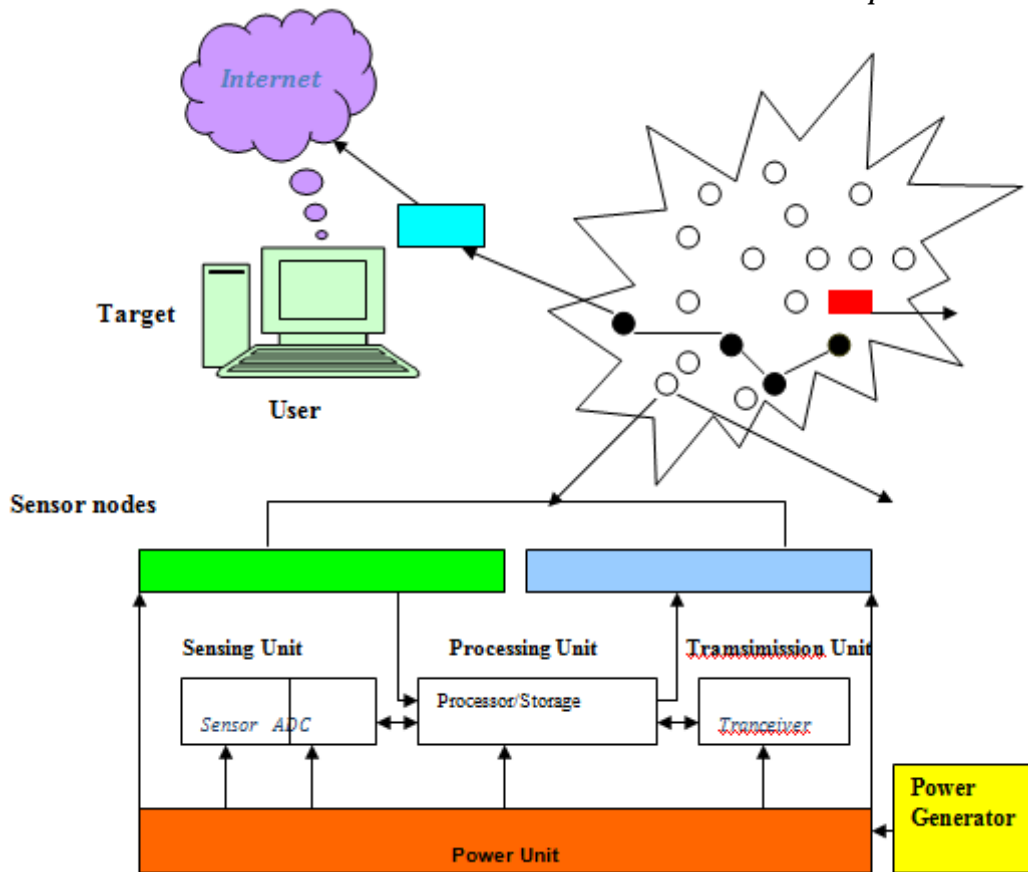 Internet
Target
User
Sensor nodes
Sensing Unit
Processing Unit
Tramsimission Unit
Processor/Storage
Sensor ADC
Tranceiver
Power
Generator
Power Unit